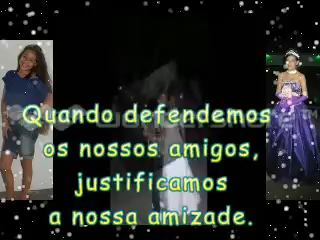 Quando defendemos
os nossos amigos,
justificamos
a nossa amizade.